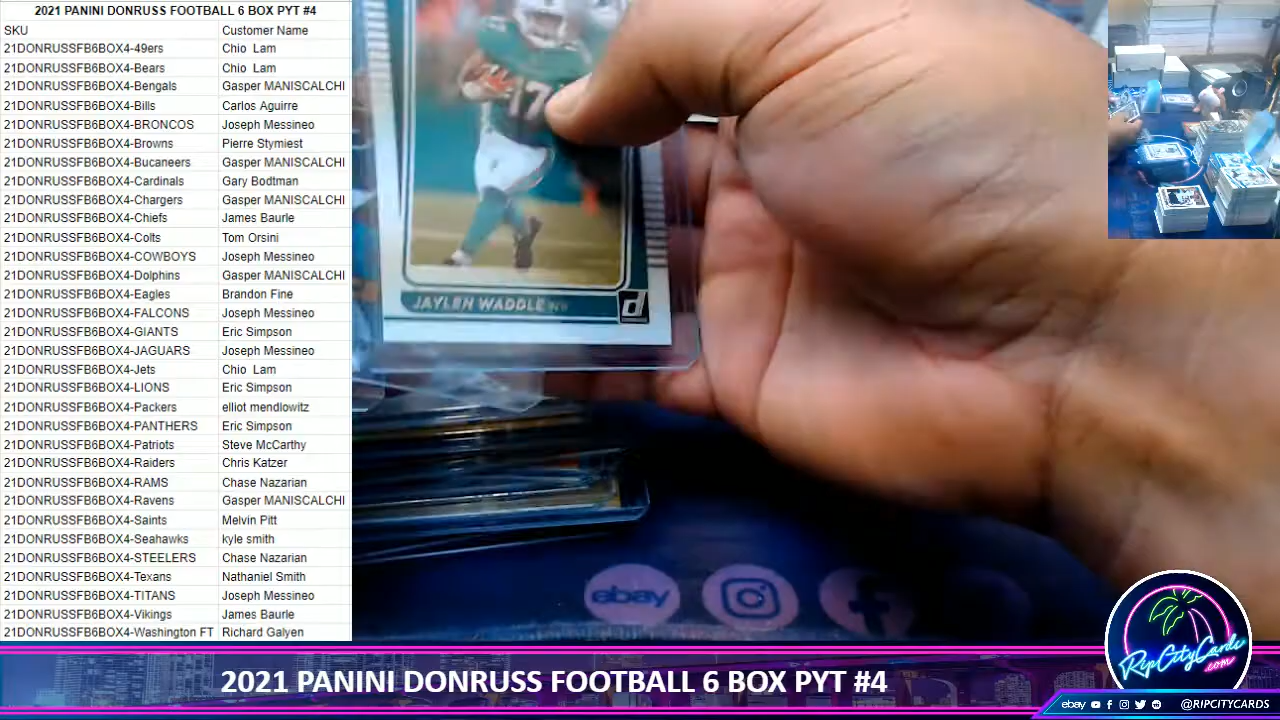 2021 PANINI DONRUSS FOOTBALL 6 BOX PYT #4
SKU Customer Name
21DONRUSSFB6BOX4-49ers Chio Lam
21DONRUSSFB6BOX4-Bears Chio Lam
21DONRUSSFB6BOX4-Bengals Gasper MANISCALCHI
21DONRUSSFB6BOX4-Bills Carlos Aguirre
21DONRUSSFB6BOX4-BRONCOS Joseph Messineo
21DONRUSSFB6BOX4-Browns Pierre Stymiest
21DONRUSSFB6BOX4-Bucaneers Gasper MANISCALCHI
21DONRUSSFB6BOX4-Cardinals Gary Bodtman
21DONRUSSFB6BOX4-Chargers Gasper MANISCALCHI
21DONRUSSFB6BOX4-Chiefs James Baurle
21DONRUSSFB6BOX4-Colts Tom Orsini
21DONRUSSFB6BOX4-COWBOYS Joseph Messineo
21DONRUSSFB6BOX4-Dolphins Gasper MANISCALCHI
21DONRUSSFB6BOX4-Eagles Brandon Fine
21DONRUSSFB6BOX4-FALCONS Joseph Messineo
21DONRUSSFB6BOX4-GIANTS Eric Simpson
21DONRUSSFB6BOX4-JAGUARS Joseph Messineo
21DONRUSSFB6BOX4-Jets Chio Lam
21DONRUSSFB6BOX4-LIONS Eric Simpson
21DONRUSSFB6BOX4-Packers elliot mendlowitz
21DONRUSSFB6BOX4-PANTHERS Eric Simpson
21DONRUSSFB6BOX4-Patriots Steve McCarthy
21DONRUSSFB6BOX4-Raiders Chris Katzer
21DONRUSSFB6BOX4-RAMS Chase Nazarian
21DONRUSSFB6BOX4-Ravens Gasper MANISCALCHI
21DONRUSSFB6BOX4-Saints Melvin Pitt
21DONRUSSFB6BOX4-Seahawks kyle smith
21DONRUSSFB6BOX4-STEELERS Chase Nazarian
21DONRUSSFB6BOX4-Texans Nathaniel Smith
21DONRUSSFB6BOX4-TITANS Joseph Messineo
21DONRUSSFB6BOX4-Vikings James Baurle
21DONRUSSFB6BOX4-Washington FT Richard Galyen
17
JAYLEN WADDLE
d
ebay
RipCityCards
.com
2021 PANINI DONRUSS FOOTBALL 6 BOX PYT #4
ebay @RIPCITYCARDS